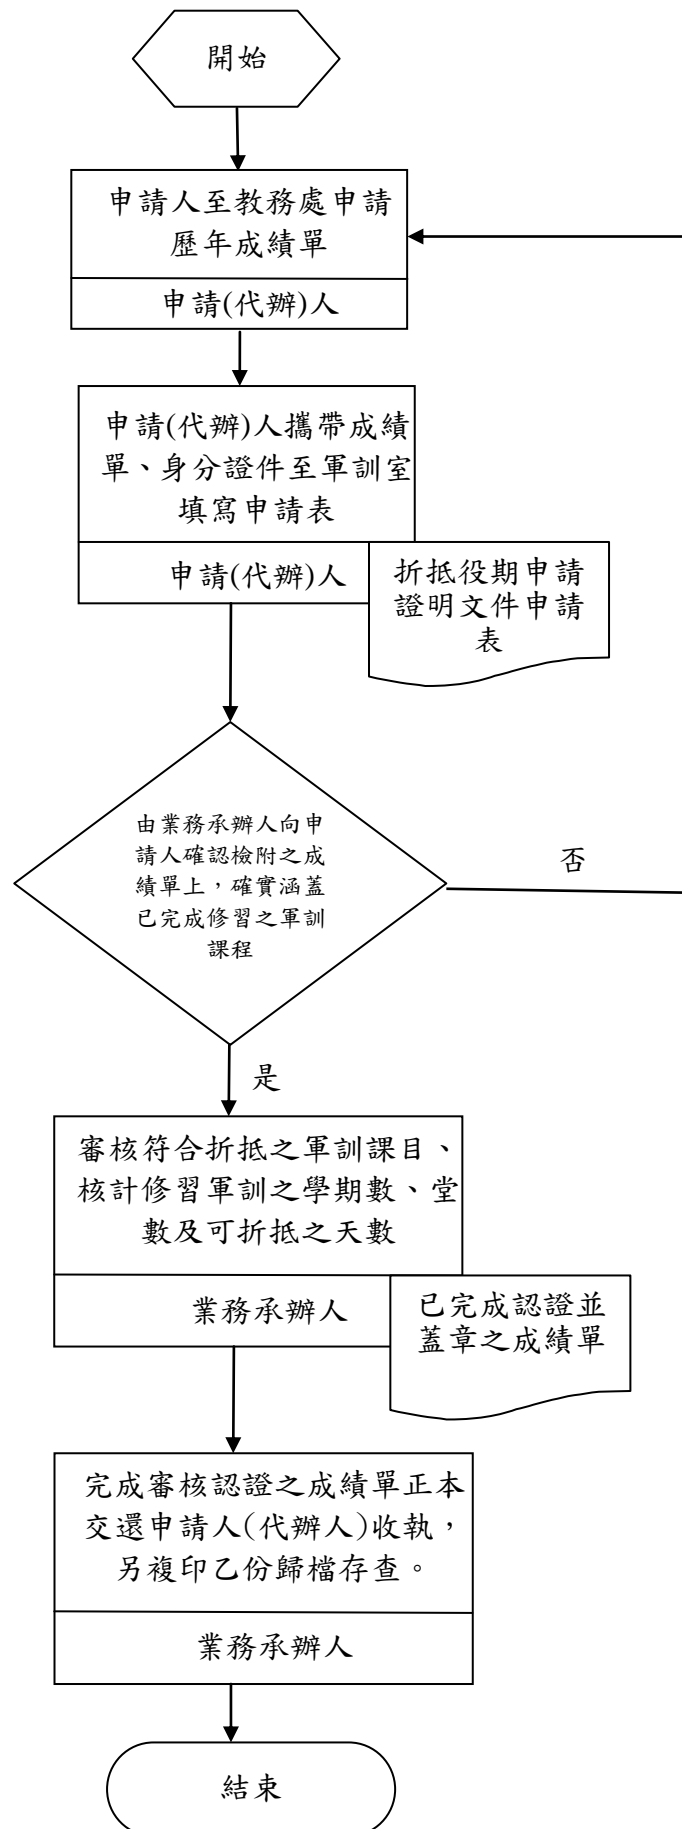 開始
申請人至教務處申請
歷年成績單
申請(代辦)人
申請(代辦)人攜帶成績
單、身分證件至軍訓室
填寫申請表
申請(代辦)人
折抵役期申請
證明文件申請
表
由業務承辦人向申
請人確認檢附之成
績單上，確實涵蓋
已完成修習之軍訓
課程
否
是
審核符合折抵之軍訓課目、
核計修習軍訓之學期數、堂
數及可折抵之天數
業務承辦人
已完成認證並
蓋章之成績單
完成審核認證之成績單正本
交還申請人(代辦人)收執，
另複印乙份歸檔存查。
業務承辦人
結束